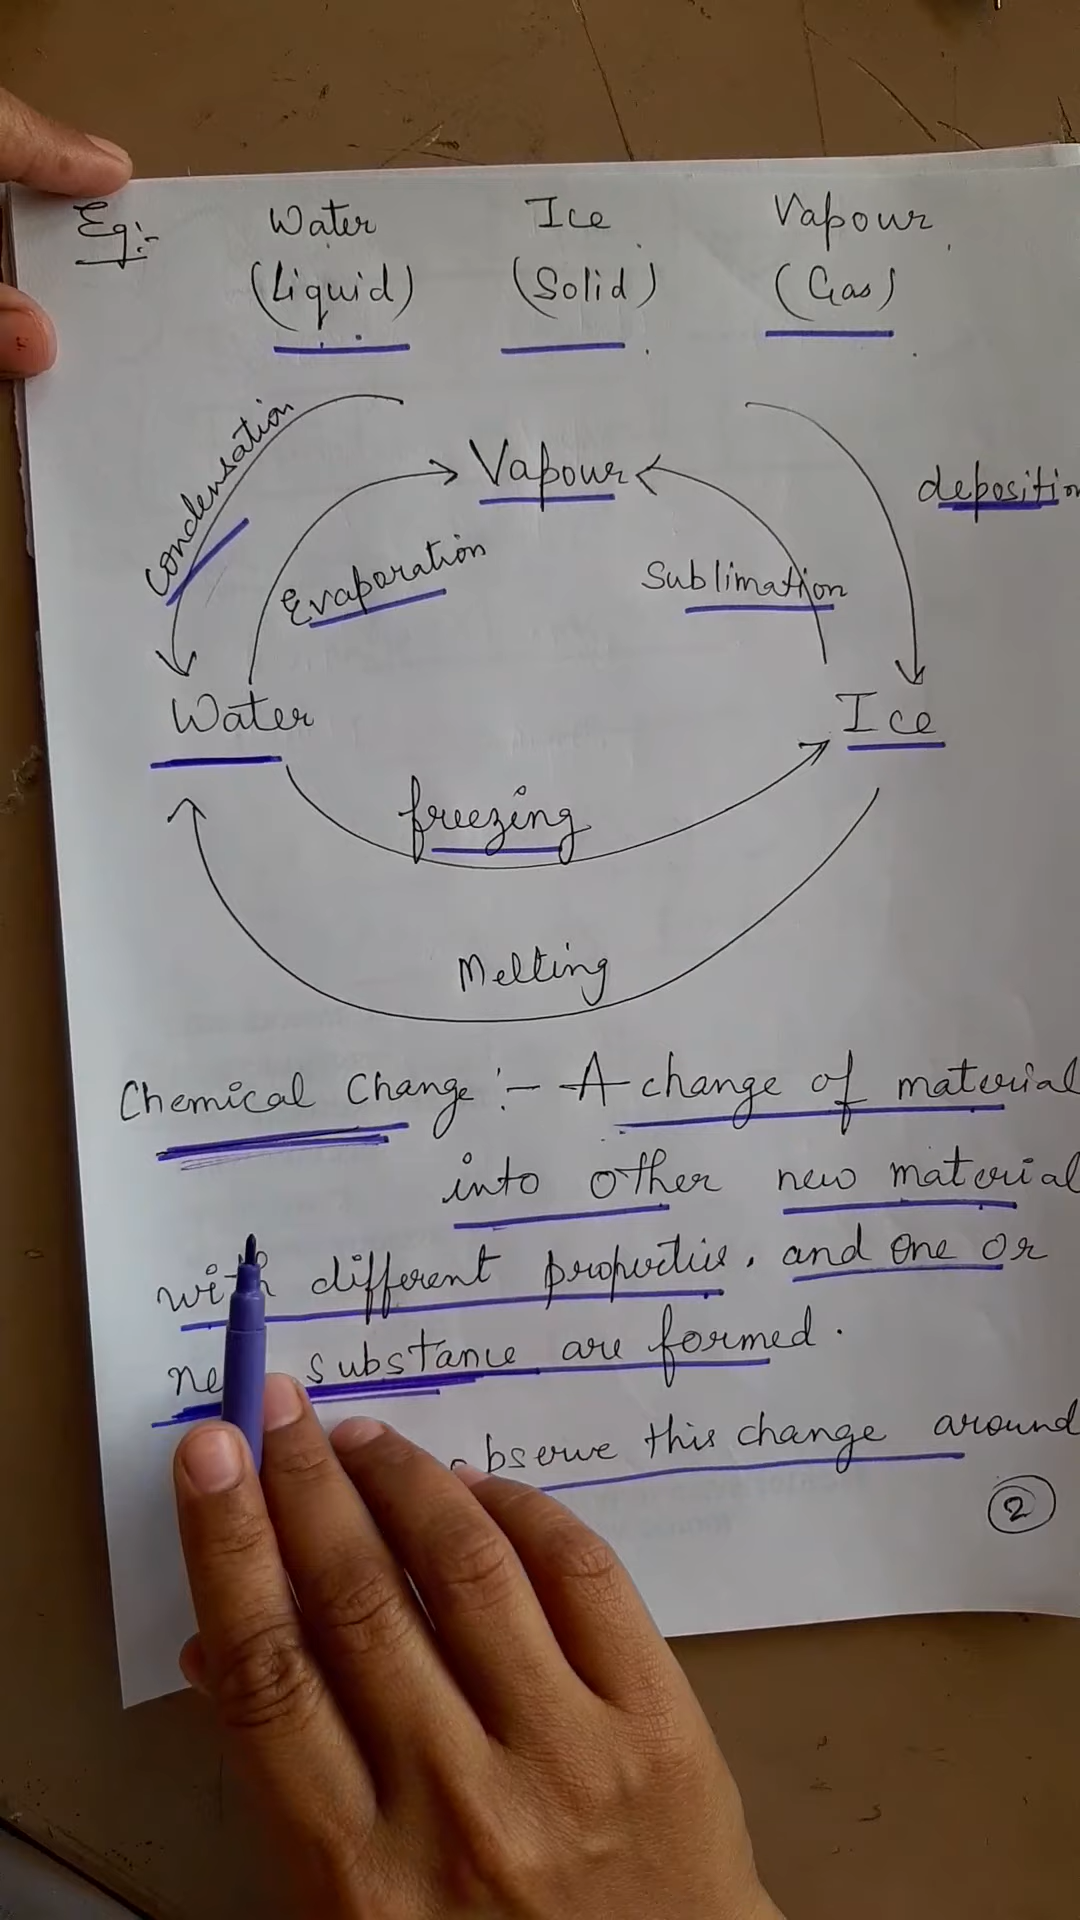 Eg:-
Water Ice Vapour
(Liquid) (Solid) (Gas)
Condensation
Vapour
deposition
Evaporation
Sublimation
Water
Ice
freezing
Melting
Chemical Change :- A change of material
into other new material
with different properties, and one or
substance are formed.
observe this change around
2